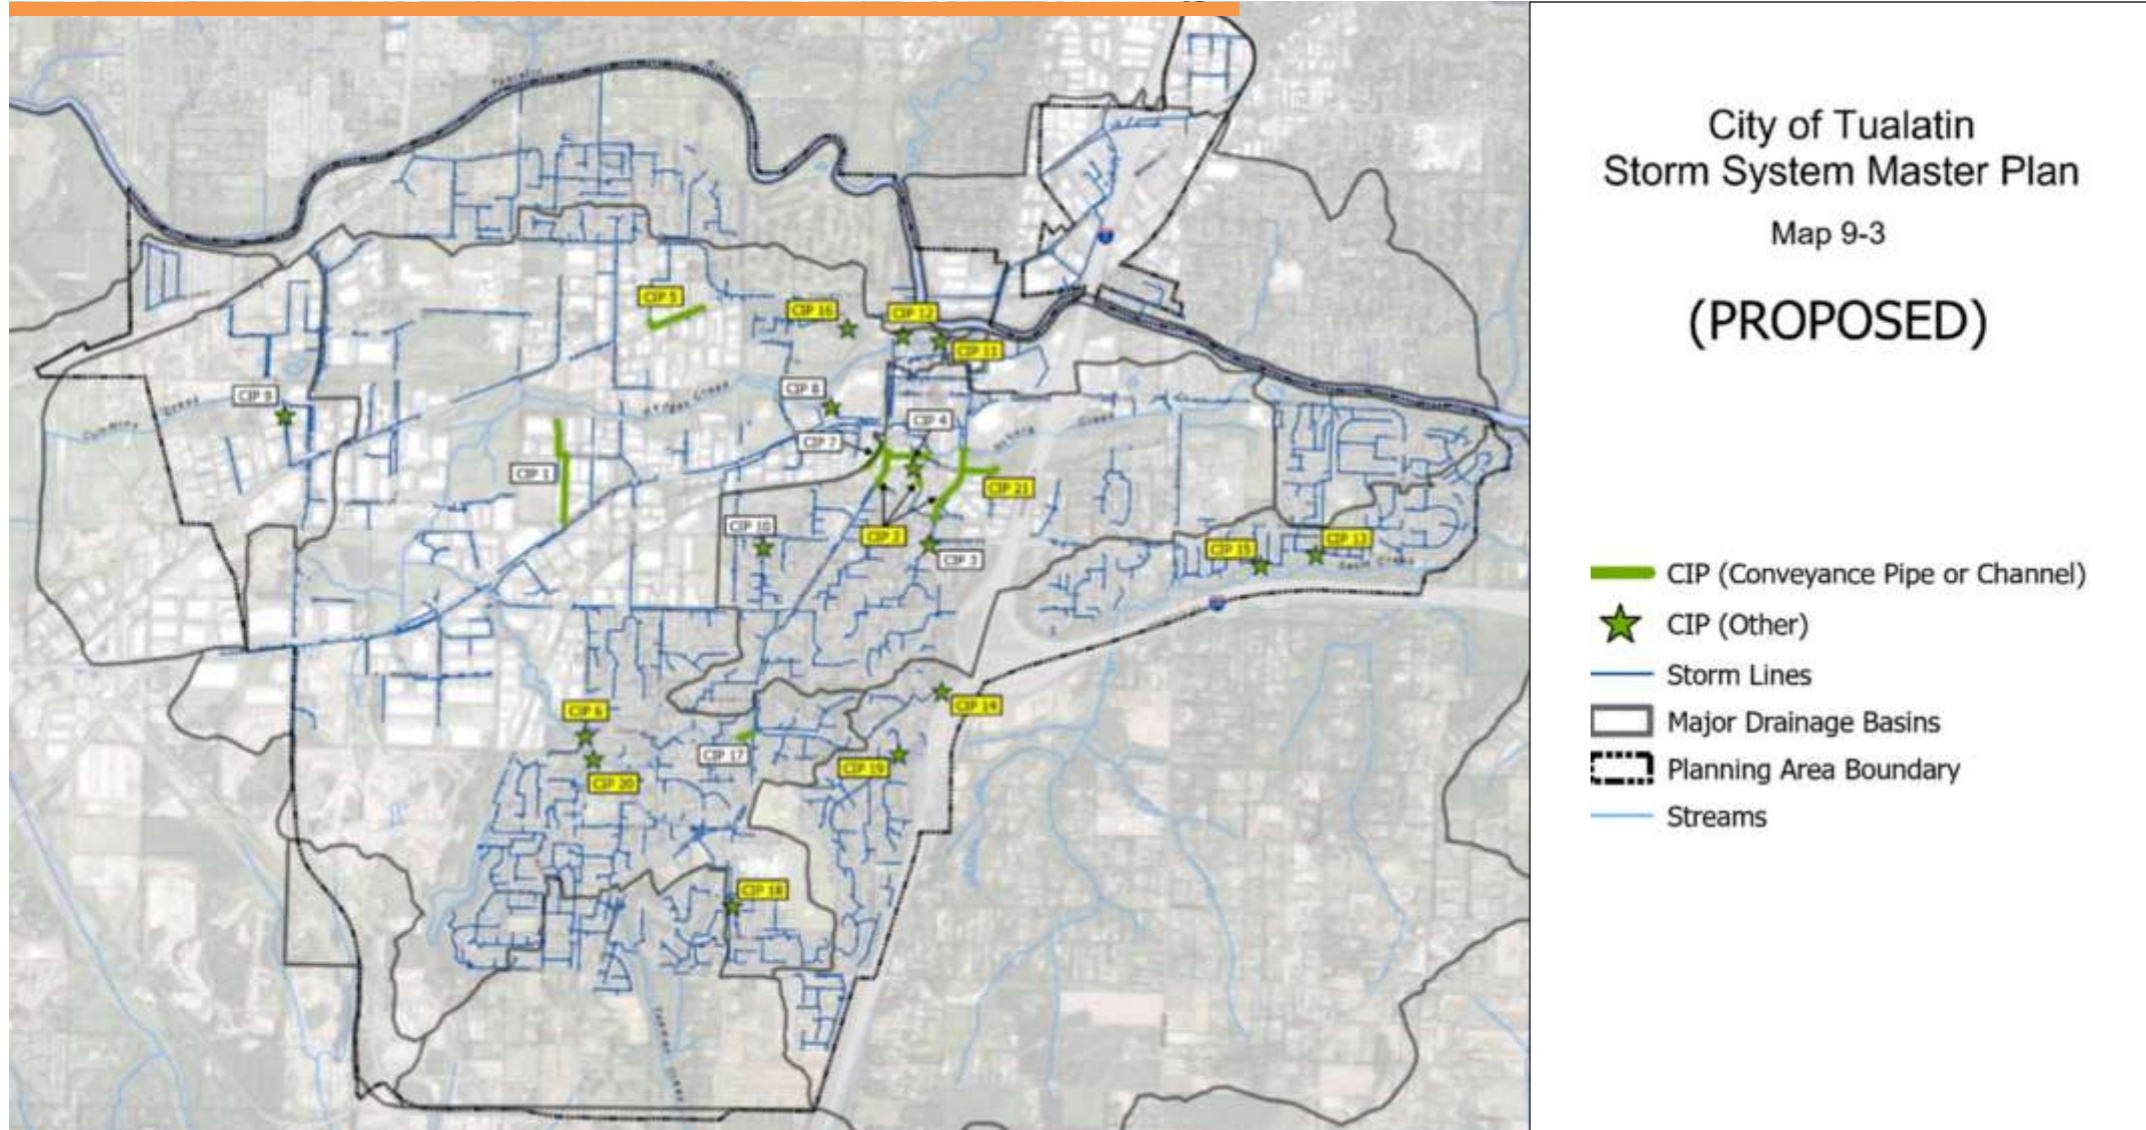 City of Tualatin
Storm System Master Plan
Map 9-3
(PROPOSED)
CIP (Conveyance Pipe or Channel)
CIP (Other)
Storm Lines
Major Drainage Basins
Planning Area Boundary
Streams
CIP 5
CIP 16
CIP 12
CIP 11
CIP 9
CIP 8
CIP 4
CIP 7
CIP 1
CIP 21
CIP 10
CIP 2
CIP 3
CIP 15
CIP 13
CIP 6
CIP 14
CIP 17
CIP 19
CIP 20
CIP 18
Creek
Creek
Creek